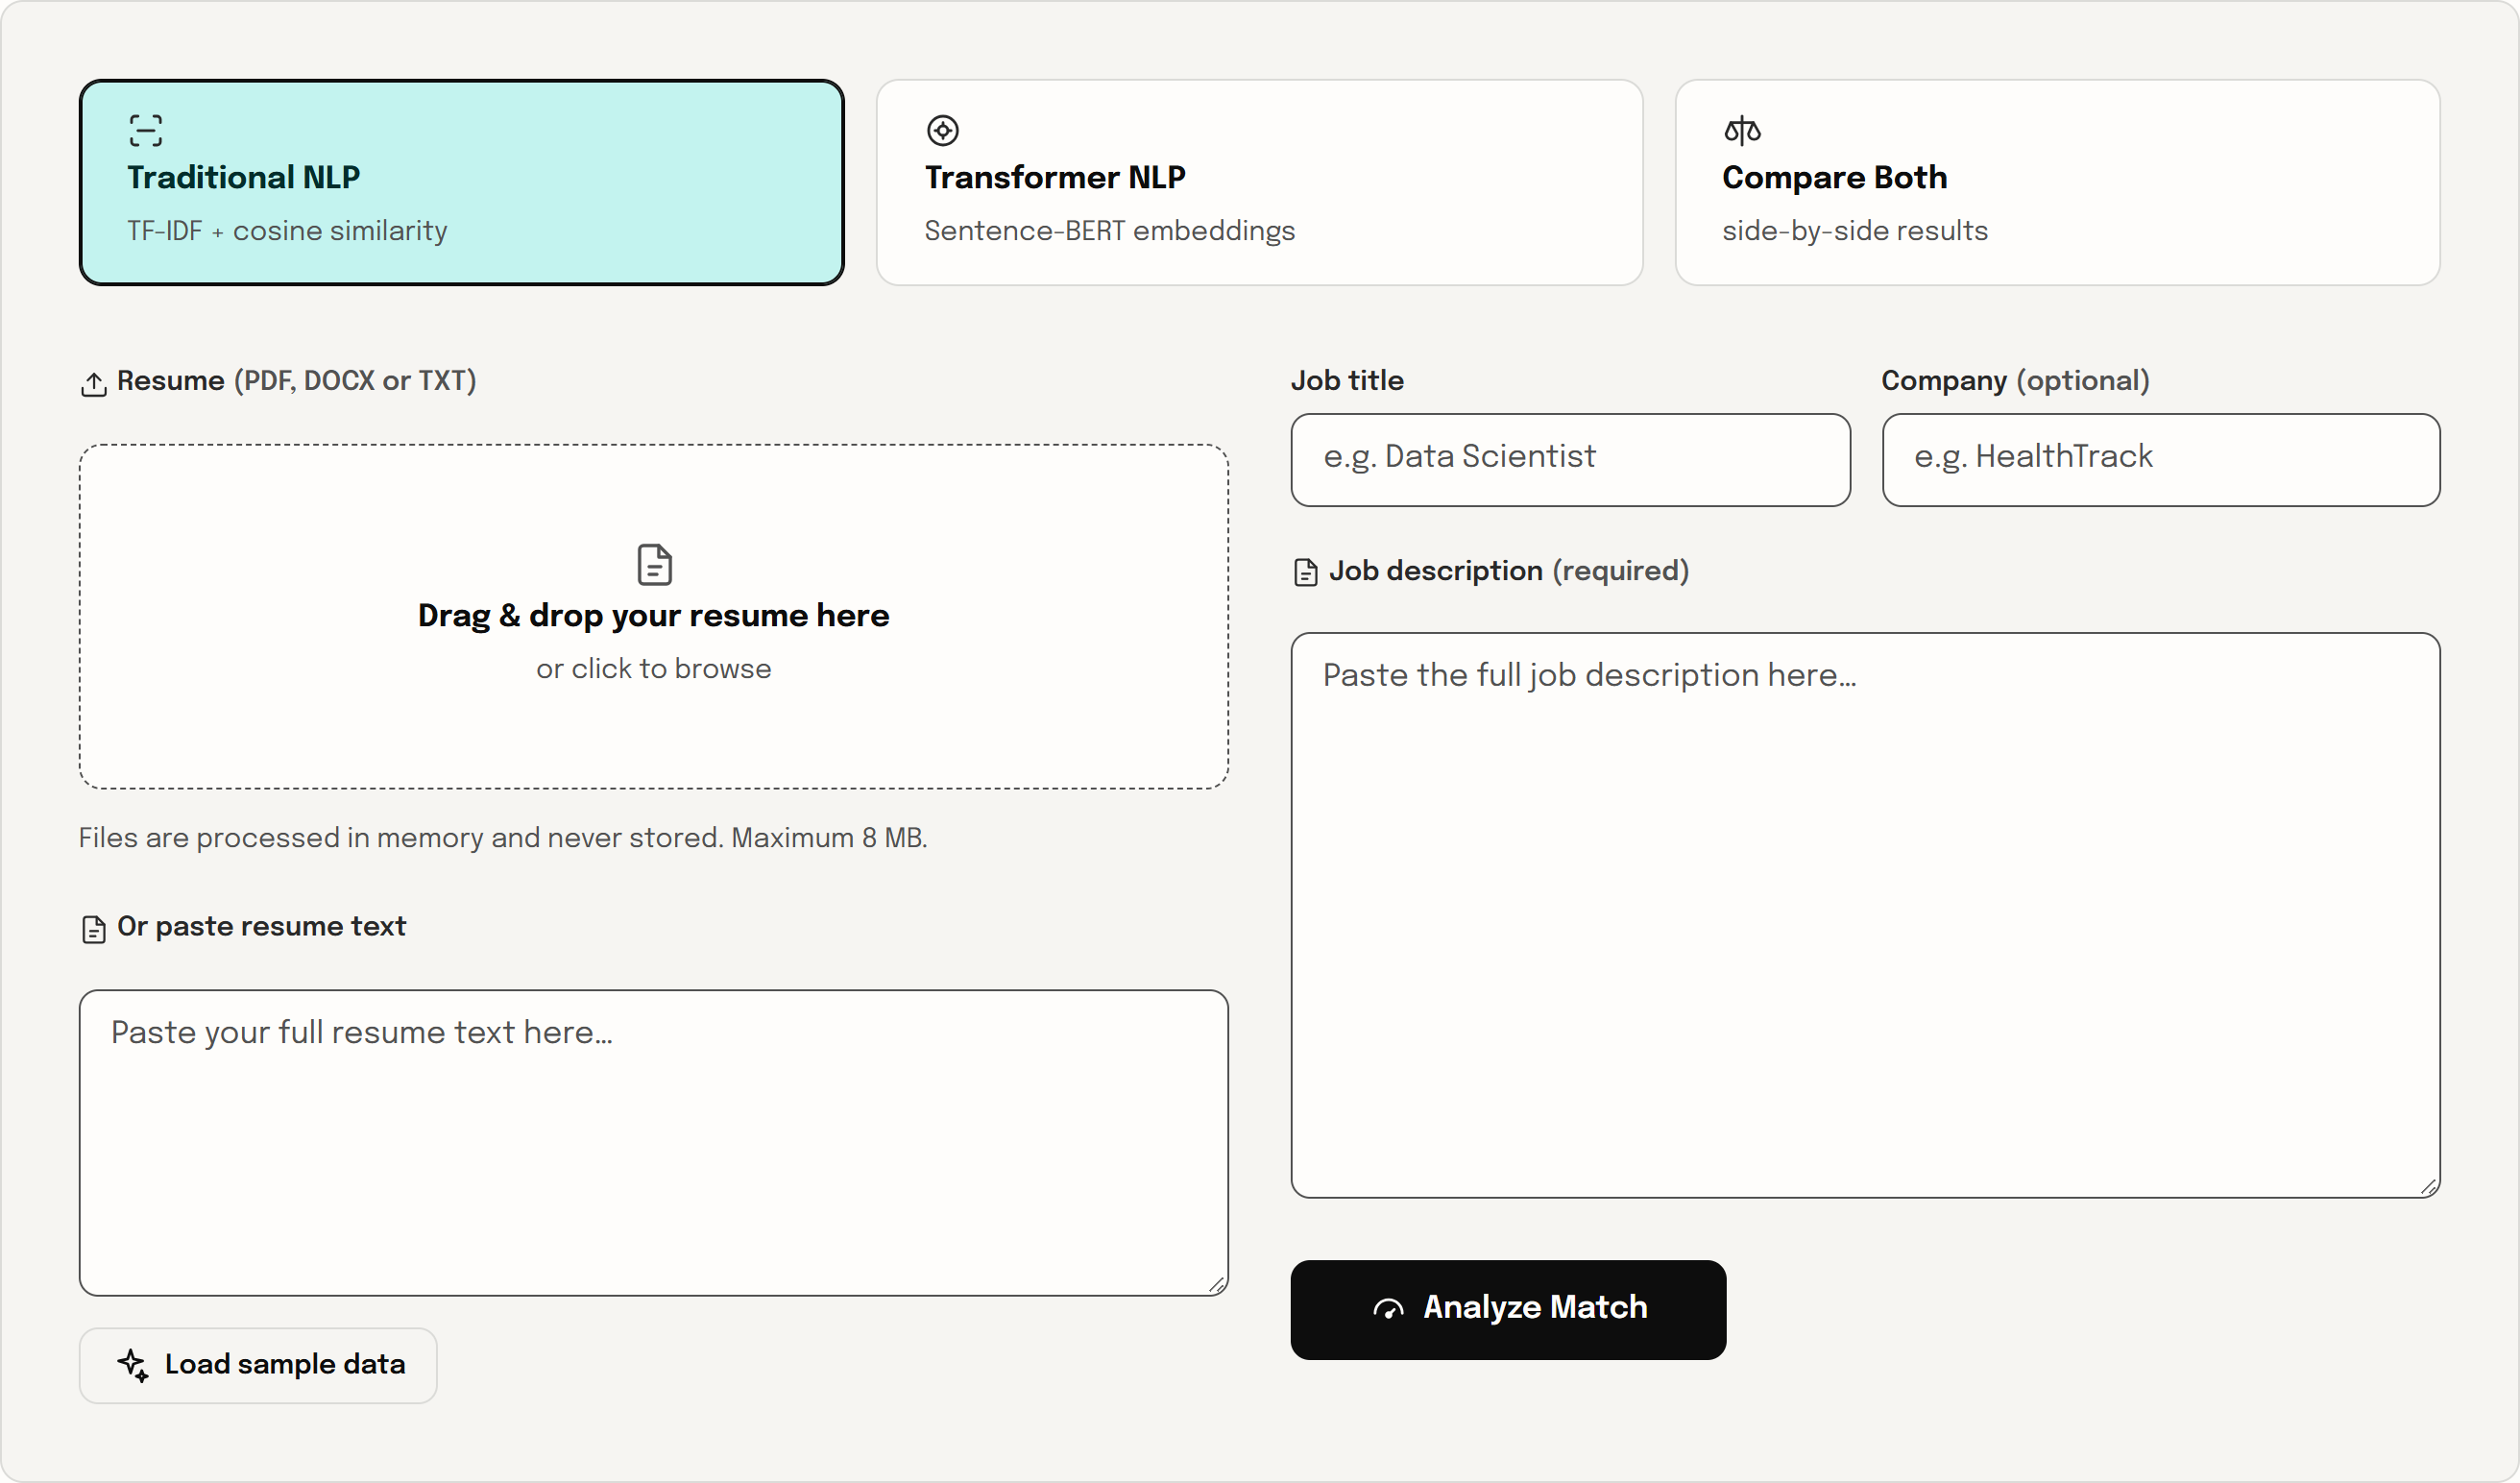 Traditional NLP
TF-IDF + cosine similarity
Transformer NLP
Sentence-BERT embeddings
Compare Both
side-by-side results
Resume (PDF, DOCX or TXT)
Drag & drop your resume here
or click to browse
Files are processed in memory and never stored. Maximum 8 MB.
Or paste resume text
Paste your full resume text here…
Load sample data
Job title
e.g. Data Scientist
Company (optional)
e.g. HealthTrack
Job description (required)
Paste the full job description here…
Analyze Match